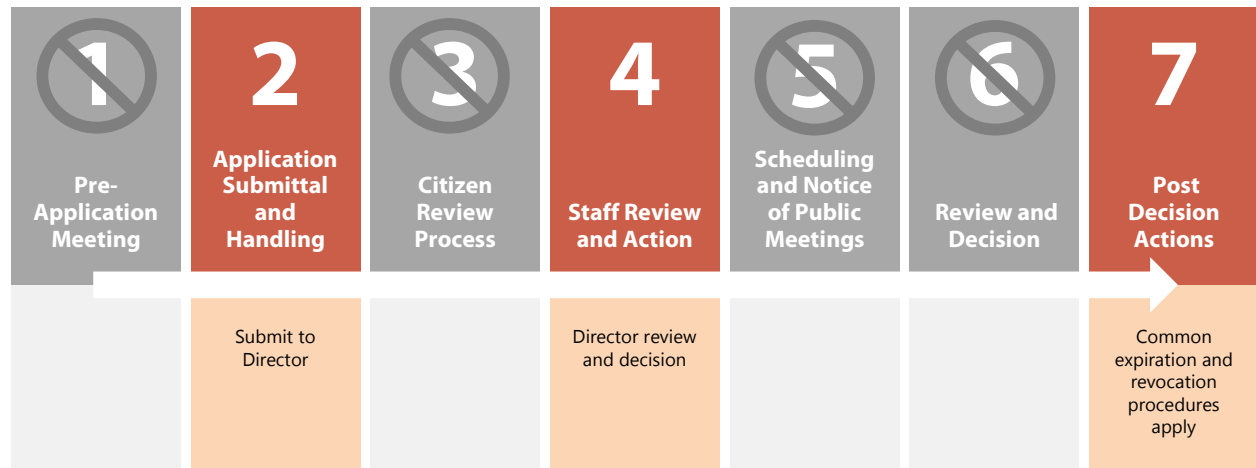 1
Pre-
Application
Meeting
2
Application
Submittal
and
Handling
3
Citizen
Review
Process
4
Staff Review
and Action
5
Scheduling
and Notice
of Public
Meetings
6
Review and
Decision
7
Post
Decision
Actions
Submit to
Director
Director review
and decision
Common
expiration and
revocation
procedures
apply